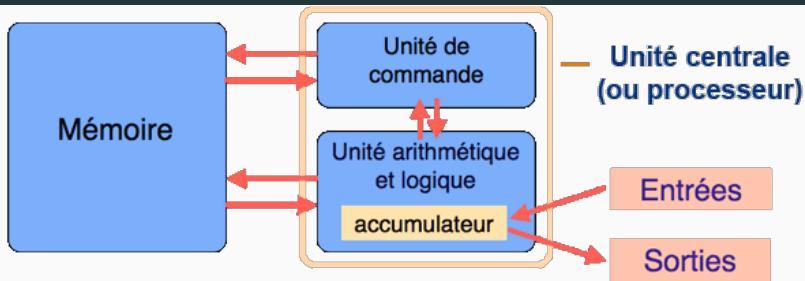 Mémoire
Unité de
commande
Unité arithmétique
et logique
accumulateur
Unité centrale
(ou processeur)
Entrées
Sorties